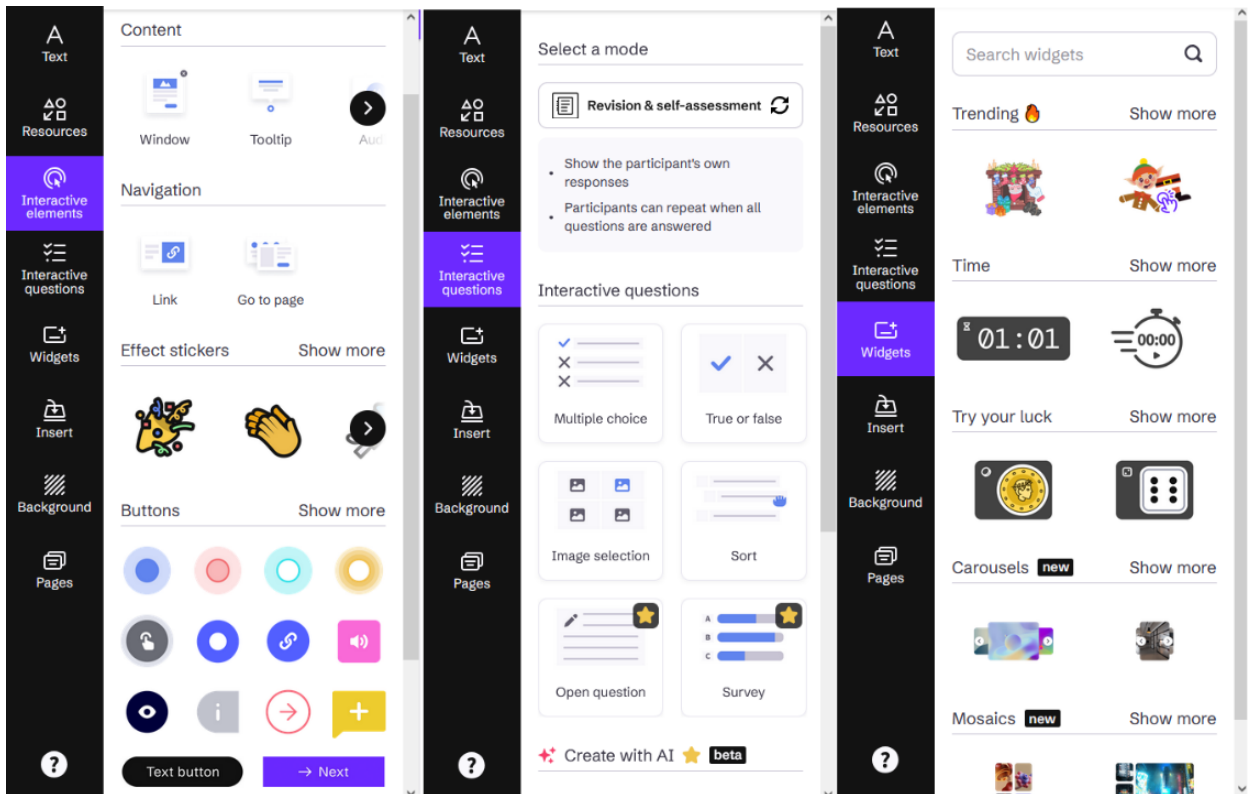 Text
Resources
Interactive
elements
Interactive
questions
Widgets
Insert
Background
Pages
?
Content
Window
Tooltip
Aud
Navigation
Link
Go to page
Effect stickers Show more
Buttons Show more
i
Text button
→ Next
Text
Resources
Interactive
elements
Interactive
questions
Widgets
Insert
Background
Pages
?
Select a mode
Revision & self-assessment
• Show the participant's own
responses
• Participants can repeat when all
questions are answered
Interactive questions
Multiple choice
True or false
Image selection
Sort
A
B
C
Open question
Survey
Create with AI beta
Text
Resources
Interactive
elements
Interactive
questions
Widgets
Insert
Background
Pages
?
Search widgets
Trending Show more
Time Show more
01:01
00:00
Try your luck Show more
Carousels new Show more
Mosaics new Show more